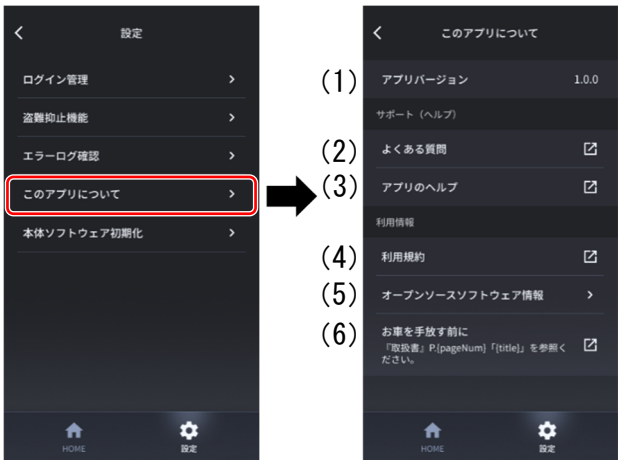 設定
ログイン管理
盗難抑止機能
エラーログ確認
このアプリについて
本体ソフトウェア初期化
HOME
設定
このアプリについて
(1)
アプリバージョン 1.0.0
サポート（ヘルプ）
(2)
よくある質問
(3)
アプリのヘルプ
利用情報
(4)
利用規約
(5)
オープンソースソフトウェア情報
(6)
お車を手放す前に
『取扱書』P.{pageNum}「{title}」を参照く
ださい。
HOME
設定